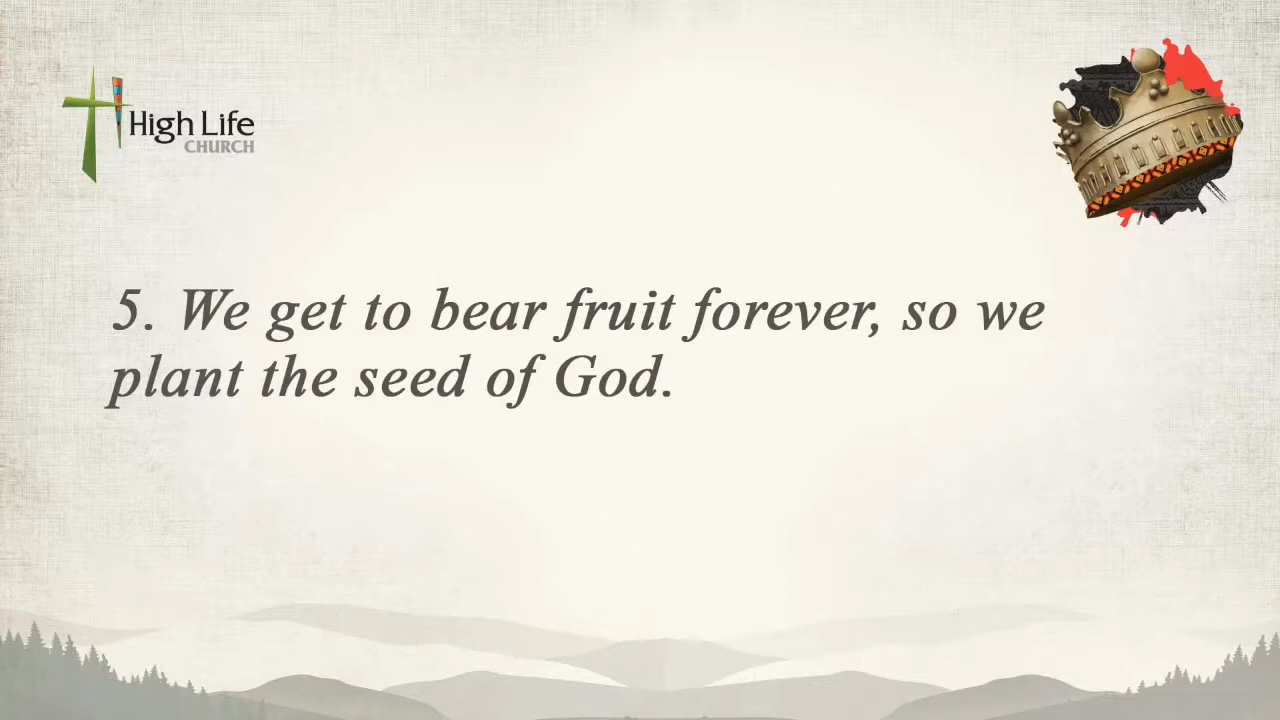 High Life
CHURCH
5. We get to bear fruit forever, so we
plant the seed of God.